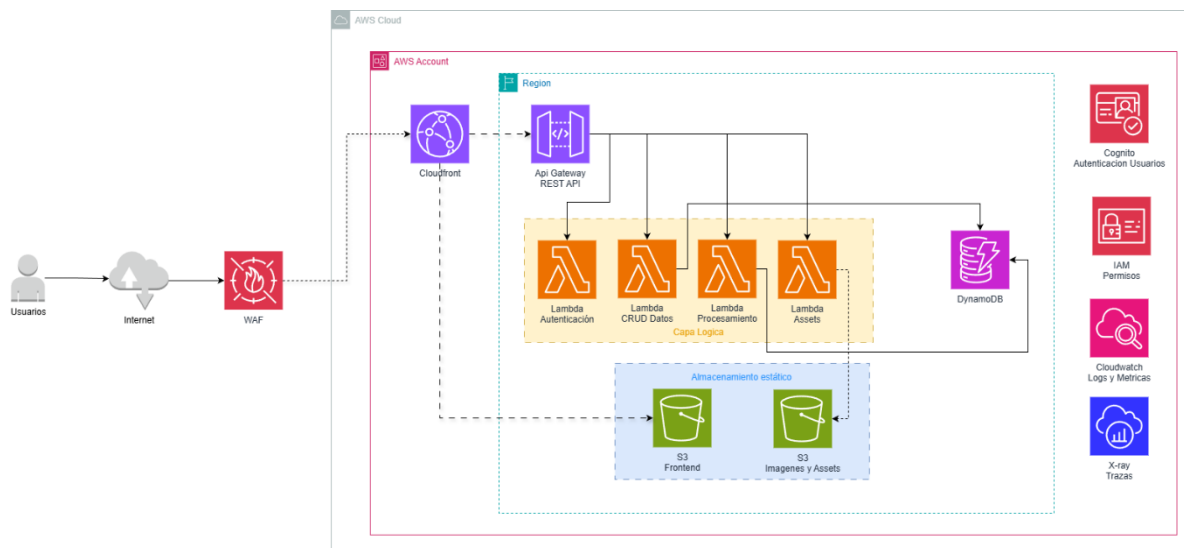 AWS Cloud
AWS Account
Region
Cloudfront
Api Gateway
REST API
Cognito
Autenticacion Usuarios
Usuarios
Internet
WAF
Lambda
Autenticación
Lambda
CRUD Datos
Lambda
Procesamiento
Lambda
Assets
Capa Logica
DynamoDB
IAM
Permisos
Cloudwatch
Logs y Metricas
Almacenamiento estático
S3
Frontend
S3
Imagenes y Assets
X-ray
Trazas